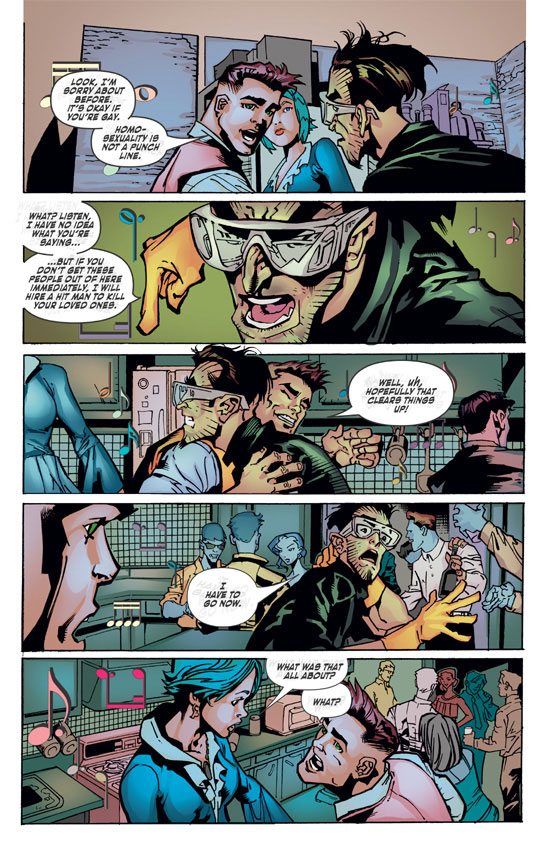 LOOK, I'M
SORRY ABOUT
BEFORE.
IT'S OKAY IF
YOU'RE GAY.
HOMO-
SEXUALITY IS
NOT A PUNCH
LINE.
WHAT? LISTEN,
I HAVE NO IDEA
WHAT YOU'RE
SAYING...
...BUT IF YOU
DON'T GET THESE
PEOPLE OUT OF HERE
IMMEDIATELY, I WILL
HIRE A HIT MAN TO KILL
YOUR LOVED ONES.
WELL, UH,
HOPEFULLY THAT
CLEARS THINGS
UP!
I
HAVE TO
GO NOW.
WHAT WAS THAT
ALL ABOUT?
WHAT?